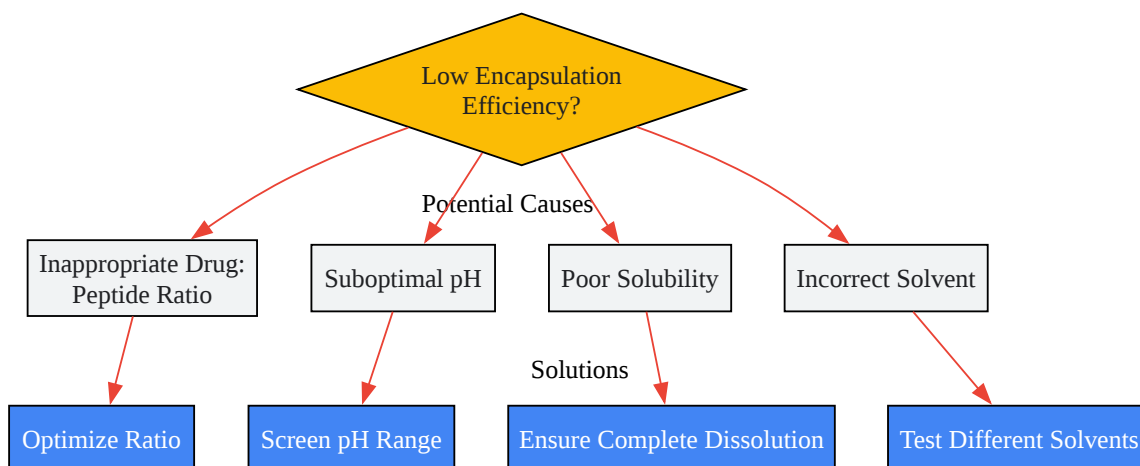 Low Encapsulation
Efficiency?
Potential Causes
Inappropriate Drug:
Peptide Ratio
Suboptimal pH
Poor Solubility
Incorrect Solvent
Solutions
Optimize Ratio
Screen pH Range
Ensure Complete Dissolution
Test Different Solvents